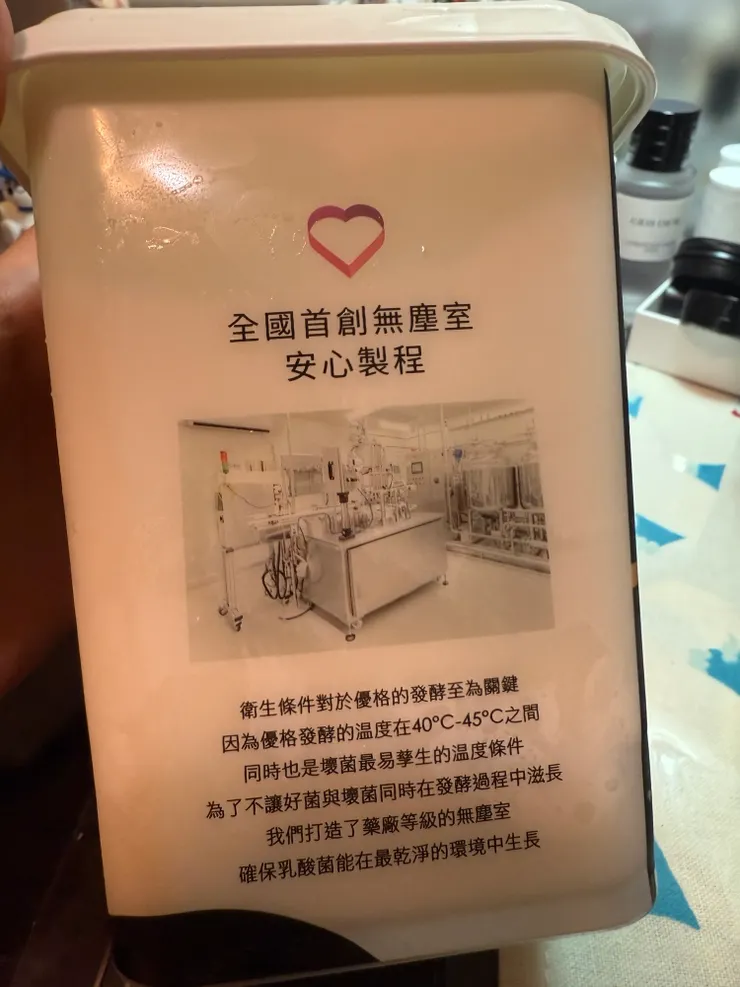 全國首創無塵室
安心製程
衛生條件對於優格的發酵至為關鍵
因為優格發酵的溫度在40°C-45°C之間
同時也是壞菌最易孳生的溫度條件
為了不讓好菌與壞菌同時在發酵過程中滋長
我們打造了藥廠等級的無塵室
確保乳酸菌能在最乾淨的環境中生長